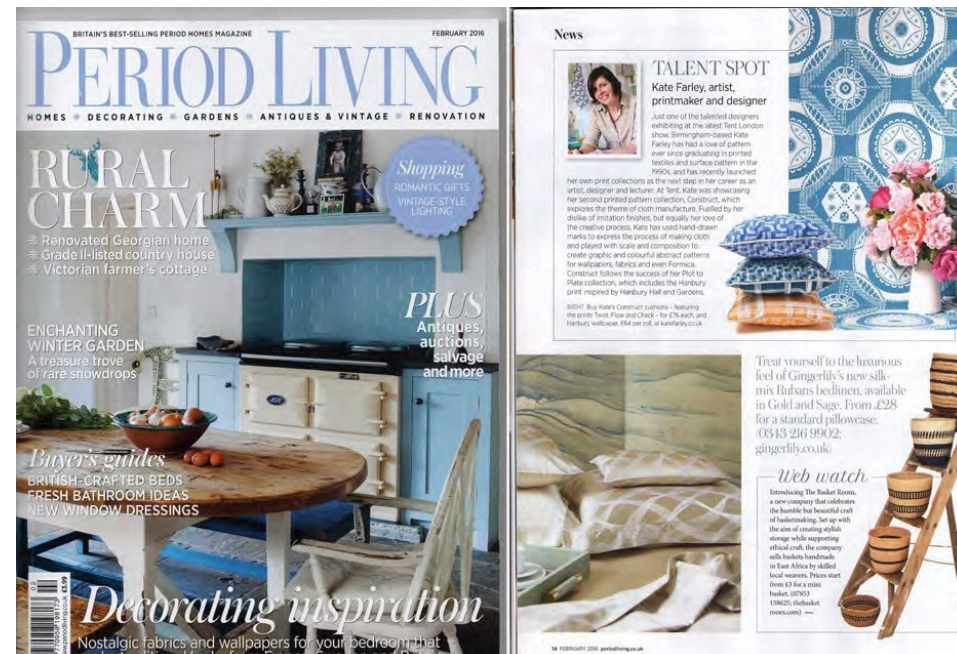 BRITAIN'S BEST-SELLING PERIOD HOMES MAGAZINE
FEBRUARY 2016
PERIOD LIVING
HOMES * DECORATING * GARDENS * ANTIQUES & VINTAGE * RENOVATION
RURAL
CHARM
* Renovated Georgian home
* Grade II-listed country house
* Victorian farmer's cottage
Shopping
ROMANTIC GIFTS
VINTAGE-STYLE
LIGHTING
PLUS
Antiques,
auctions,
salvage
and more
ENCHANTING
WINTER GARDEN
A treasure trove
of rare snowdrops
Buyer's guides
BRITISH-CRAFTED BEDS
FRESH BATHROOM IDEAS
NEW WINDOW DRESSINGS
Decorating inspiration
Nostalgic fabrics and wallpapers for your bedroom that
£3.99
News
TALENT SPOT
Kate Farley, artist,
printmaker and designer
Just one of the talented designers
exhibiting at the latest Tent London
show, Birmingham-based Kate
Farley has had a love of pattern
ever since graduating in printed
textiles and surface pattern in the
1990s, and has recently launched
her own print collections as the next step in her career as an
artist, designer and lecturer. At Tent, Kate was showcasing
her second printed pattern collection, Construct, which
explores the theme of cloth manufacture. Fuelled by her
dislike of imitation finishes, but equally her love of
the creative process, Kate has used hand-drawn
marks to express the process of making cloth
and played with scale and composition to
create graphic and colourful abstract patterns
for wallpapers, fabrics and even Formica.
Construct follows the success of her Plot to
Plate collection, which includes the Hanbury
print inspired by Hanbury Hall and Gardens.
RIGHT Buy Kate's Construct cushions – featuring
the prints Twist, Flow and Check – for £76 each, and
Hanbury wallpaper, £64 per roll, at katefarley.co.uk
Treat yourself to the luxurious
feel of Gingerlily's new silk-
mix Rubans bedlinen, available
in Gold and Sage. From £28
for a standard pillowcase.
(0343 216 9902;
gingerlily.co.uk)
Web watch
Introducing The Basket Room,
a new company that celebrates
the humble but beautiful craft
of basketmaking. Set up with
the aim of creating stylish
storage while supporting
ethical craft, the company
sells baskets handmade
in East Africa by skilled
local weavers. Prices start
from £3 for a mini
basket. (07853
158625; thebasket
room.com)
14 FEBRUARY 2016 periodliving.co.uk